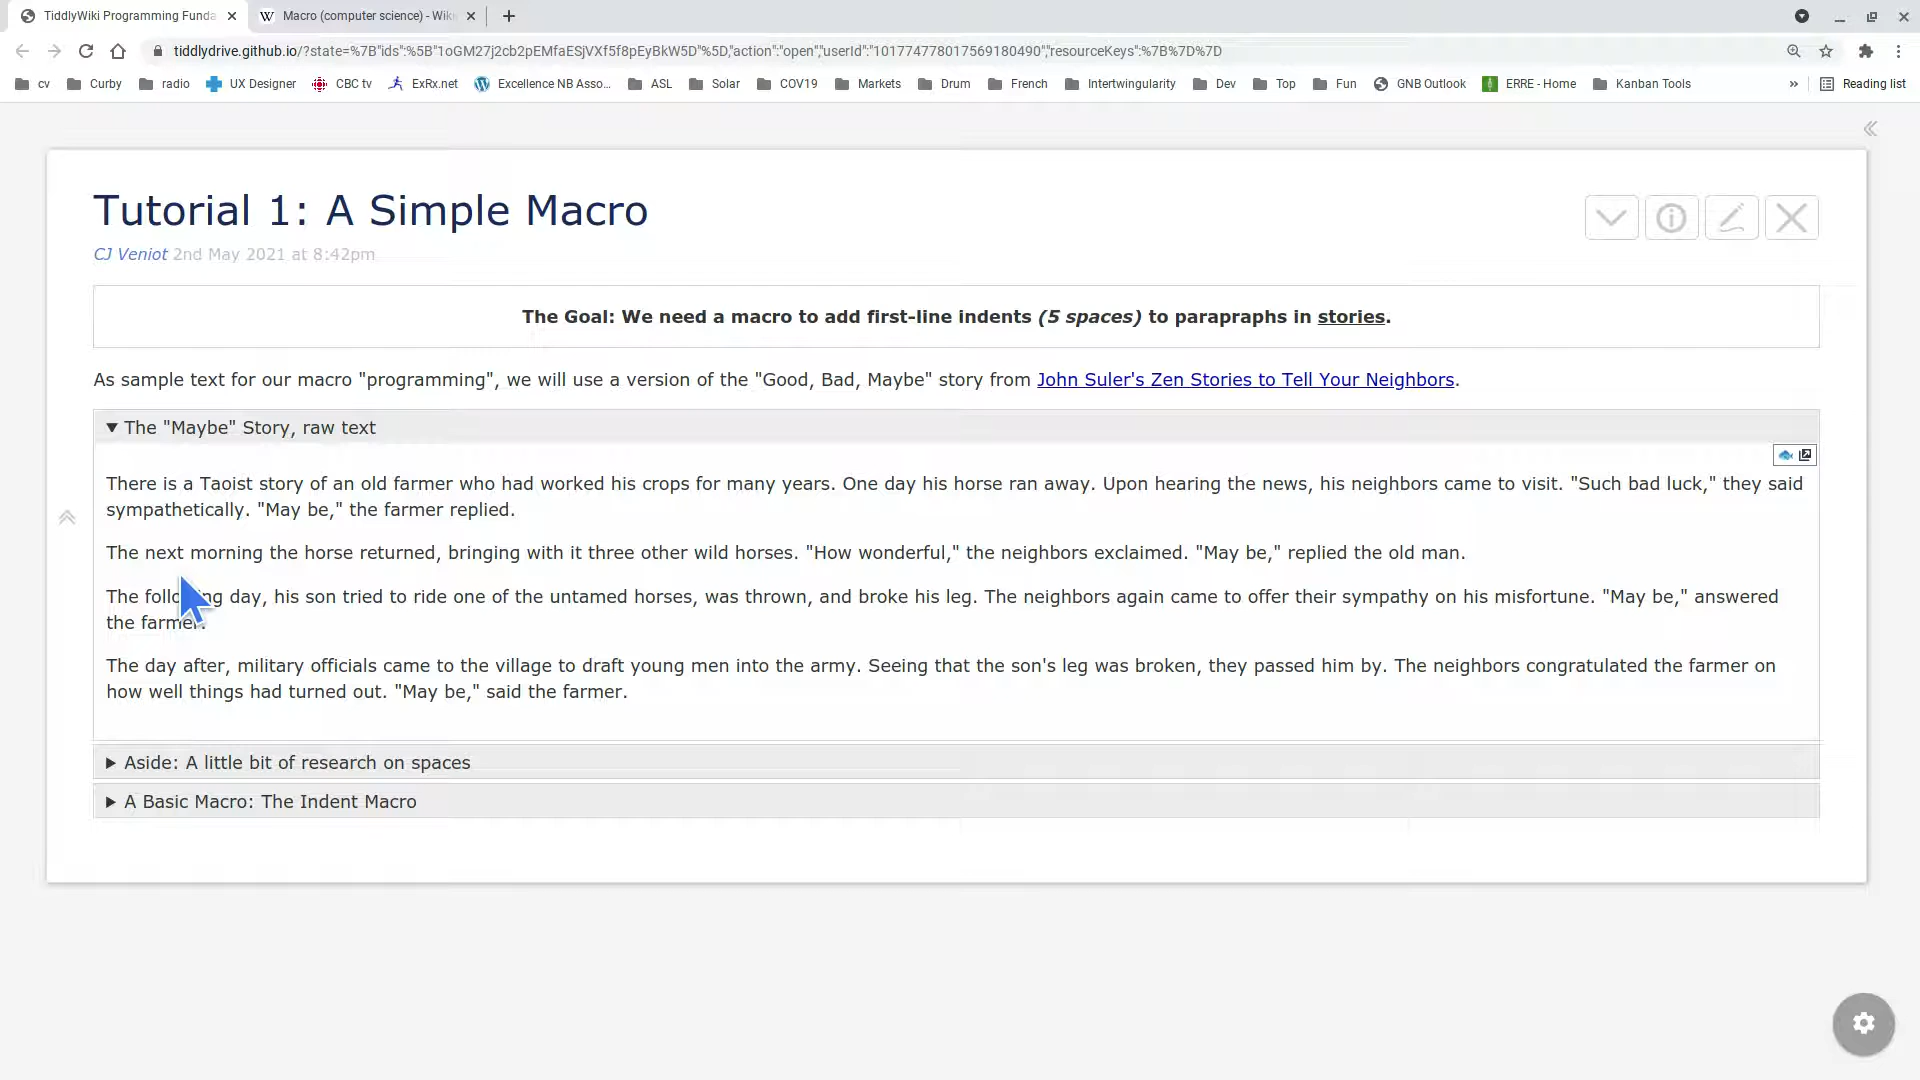 TiddlyWiki Programming Funda
Macro (computer science) - Wiki
tiddlydrive.github.io/?state=%7B"ids":%5B"1oGM27j2cb2pEMfaESjVXf5f8pEyBkW5D"%5D,"action":"open","userId":"101774778017569180490","resourceKeys":%7B%7D%7D
cv Curby radio UX Designer CBC tv ExRx.net Excellence NB Asso... ASL Solar COV19 Markets Drum French Intertwingularity Dev Top Fun GNB Outlook ERRE - Home Kanban Tools » Reading list
Tutorial 1: A Simple Macro
CJ Veniot 2nd May 2021 at 8:42pm
The Goal: We need a macro to add first-line indents (5 spaces) to parapraphs in stories.
As sample text for our macro "programming", we will use a version of the "Good, Bad, Maybe" story from John Suler's Zen Stories to Tell Your Neighbors.
The "Maybe" Story, raw text
There is a Taoist story of an old farmer who had worked his crops for many years. One day his horse ran away. Upon hearing the news, his neighbors came to visit. "Such bad luck," they said
sympathetically. "May be," the farmer replied.
The next morning the horse returned, bringing with it three other wild horses. "How wonderful," the neighbors exclaimed. "May be," replied the old man.
The following day, his son tried to ride one of the untamed horses, was thrown, and broke his leg. The neighbors again came to offer their sympathy on his misfortune. "May be," answered
the farmer.
The day after, military officials came to the village to draft young men into the army. Seeing that the son's leg was broken, they passed him by. The neighbors congratulated the farmer on
how well things had turned out. "May be," said the farmer.
Aside: A little bit of research on spaces
A Basic Macro: The Indent Macro